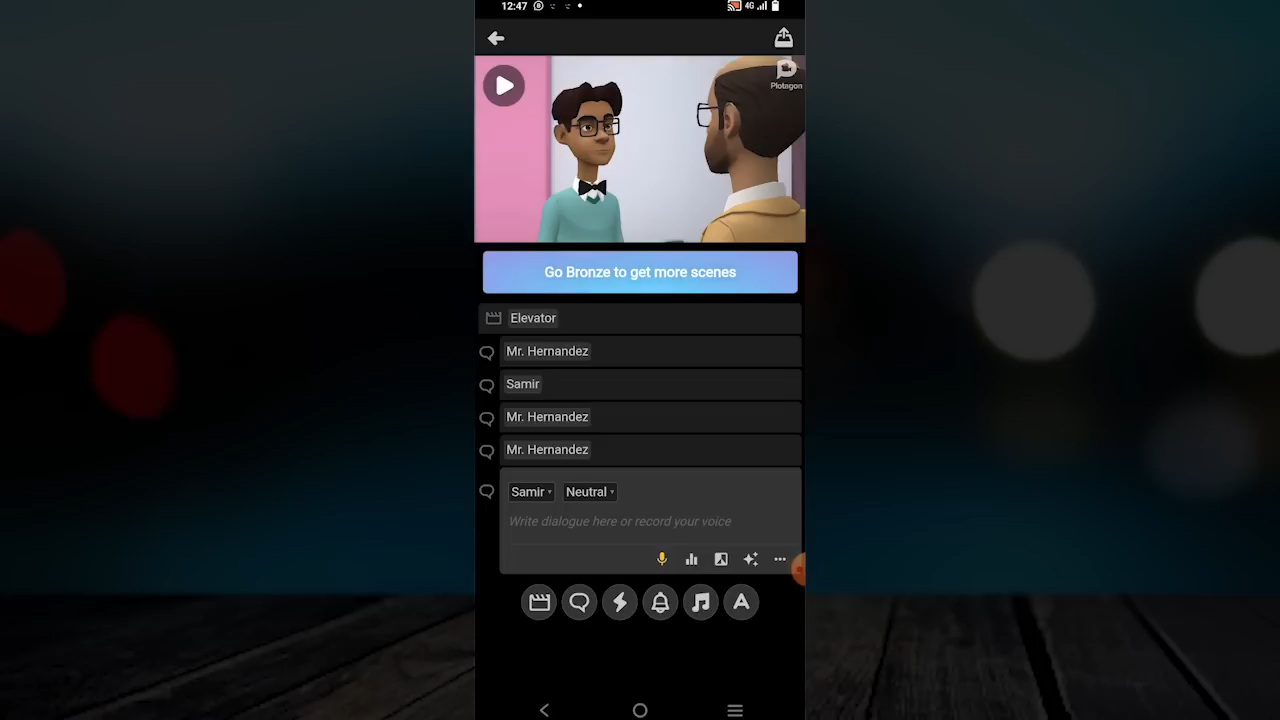 12:47
4G
Plotagon
Go Bronze to get more scenes
Elevator
Mr. Hernandez
Samir
Mr. Hernandez
Mr. Hernandez
Samir Neutral
Write dialogue here or record your voice